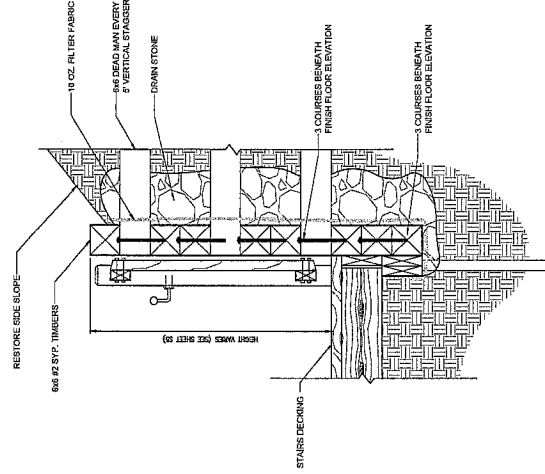 RESTORE SIDE SLOPE
6x6 #2 SYP. TIMBERS
HEIGHT VARIES (SEE SHEET S5)
STAIRS DECKING
10 OZ. FILTER FABRIC
6x6 DEAD MAN EVERY
5' VERTICAL STAGGER
DRAIN STONE
3 COURSES BENEATH
FINISH FLOOR ELEVATION
3 COURSES BENEATH
FINISH FLOOR ELEVATION